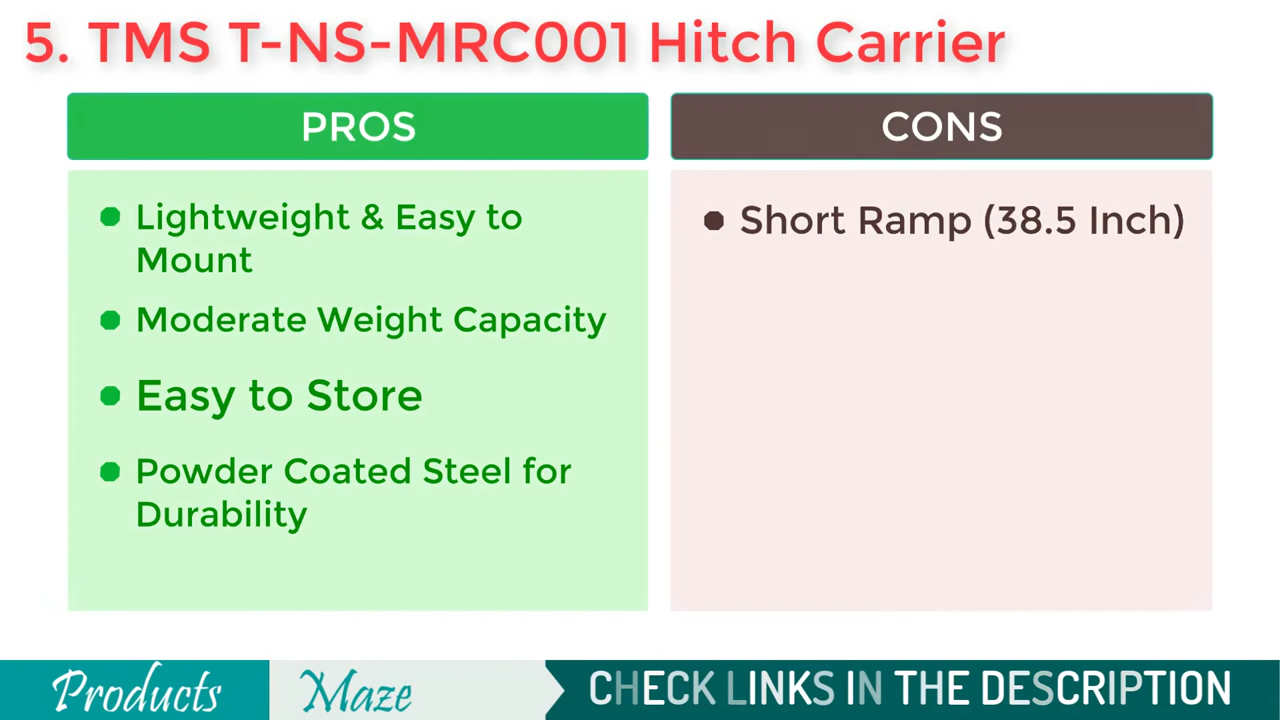 5. TMS T-NS-MRC001 Hitch Carrier
PROS
Lightweight & Easy to
Mount
Moderate Weight Capacity
Easy to Store
Powder Coated Steel for
Durability
CONS
Short Ramp (38.5 Inch)
Products Maze
CHECK LINKS IN THE DESCRIPTION